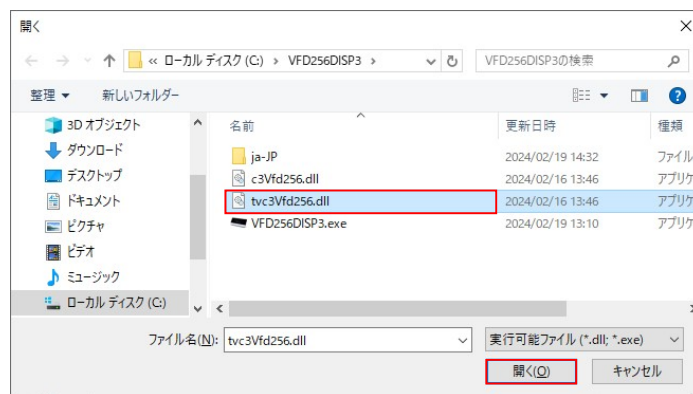 開く
« ローカル ディスク (C:) > VFD256DISP3 >
VFD256DISP3の検索
整理 新しいフォルダー
名前 更新日時 種類
3D オブジェクト
ダウンロード
デスクトップ
ドキュメント
ピクチャ
ビデオ
ミュージック
ローカル ディスク (C:)
ja-JP 2024/02/19 14:32 ファイル
c3Vfd256.dll 2024/02/16 13:46 アプリケ
tvc3Vfd256.dll 2024/02/16 13:46 アプリケ
VFD256DISP3.exe 2024/02/19 13:10 アプリケ
ファイル名(N): tvc3Vfd256.dll 実行可能ファイル (*.dll; *.exe)
開く(O) キャンセル